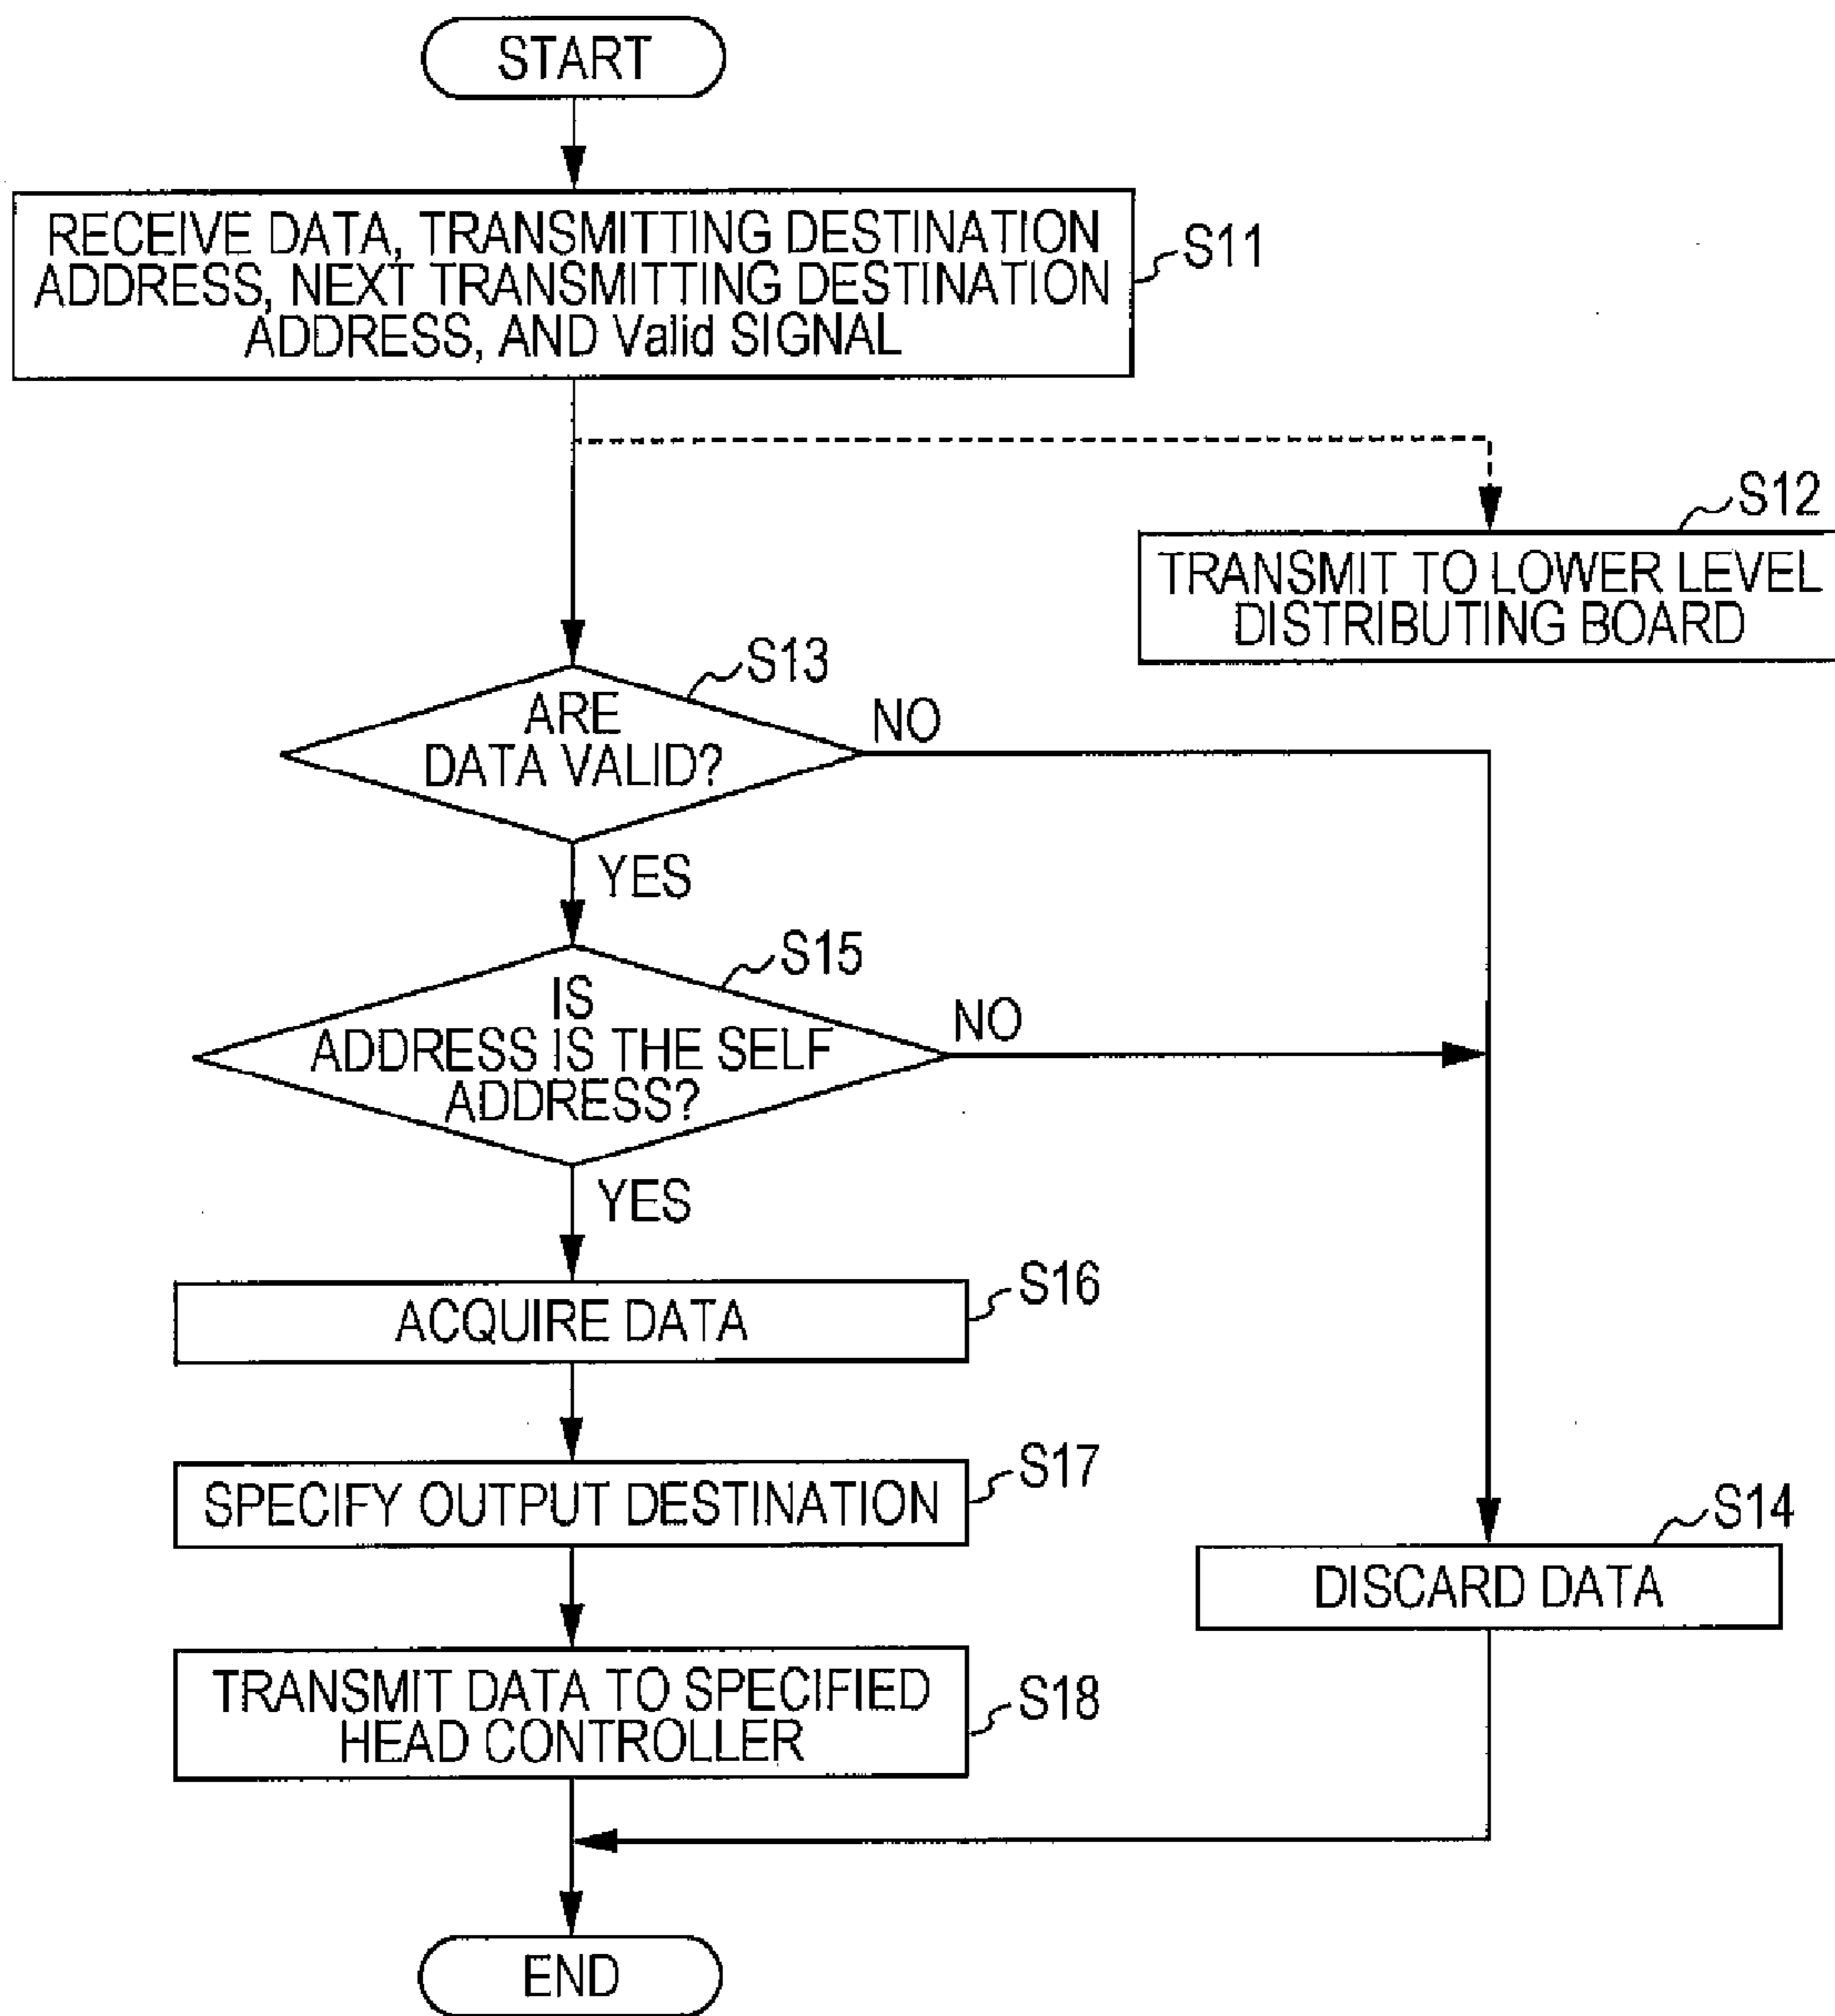 START
RECEIVE DATA, TRANSMITTING DESTINATION
ADDRESS, NEXT TRANSMITTING DESTINATION
ADDRESS, AND Valid SIGNAL
S11
S12
TRANSMIT TO LOWER LEVEL
DISTRIBUTING BOARD
S13
ARE
DATA VALID?
NO
YES
S15
IS
ADDRESS IS THE SELF
ADDRESS?
NO
YES
S16
ACQUIRE DATA
S17
SPECIFY OUTPUT DESTINATION
S14
DISCARD DATA
TRANSMIT DATA TO SPECIFIED
HEAD CONTROLLER
S18
END